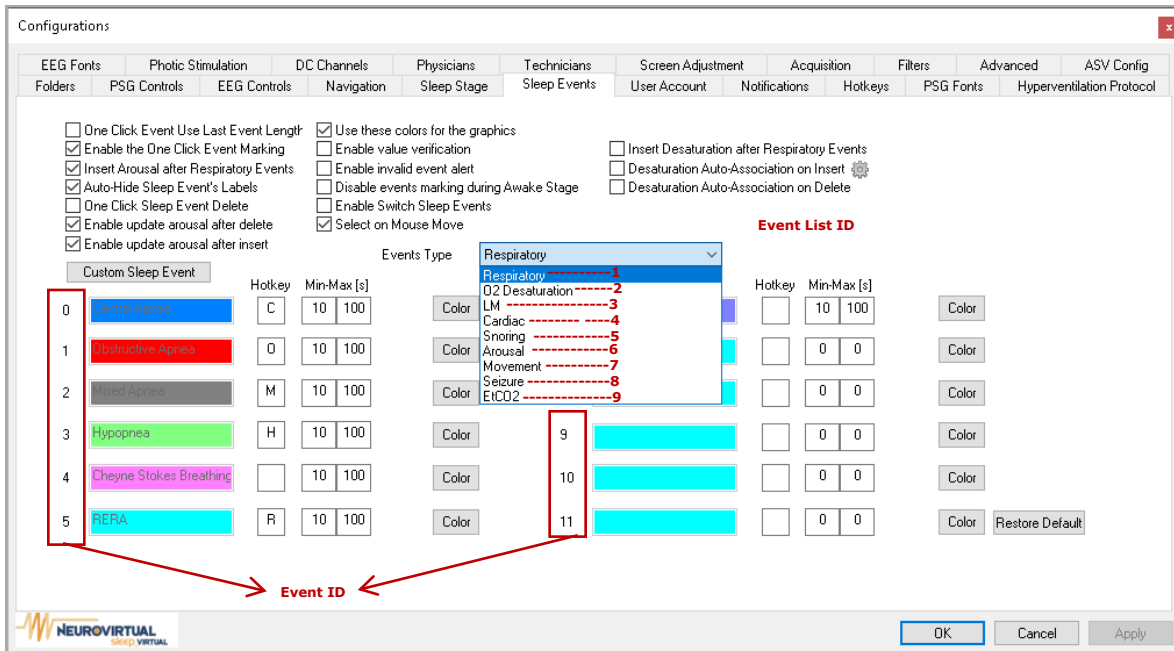 Configurations
x
EEG Fonts Photic Stimulation DC Channels Physicians Technicians Screen Adjustment Acquisition Filters Advanced ASV Config
Folders PSG Controls EEG Controls Navigation Sleep Stage Sleep Events User Account Notifications Hotkeys PSG Fonts Hyperventilation Protocol
One Click Event Use Last Event Length Use these colors for the graphics
Enable the One Click Event Marking Enable value verification Insert Desaturation after Respiratory Events
Insert Arousal after Respiratory Events Enable invalid event alert Desaturation Auto-Association on Insert
Auto-Hide Sleep Event's Labels Disable events marking during Awake Stage Desaturation Auto-Association on Delete
One Click Sleep Event Delete Enable Switch Sleep Events
Enable update arousal after delete Select on Mouse Move Event List ID
Enable update arousal after insert
Events Type Respiratory
Custom Sleep Event
Respiratory-----------1
O2 Desaturation------2
LM ----------------3
Cardiac -------- ----4
Snoring -----------5
Arousal -----------6
Movement --------7
Seizure ------------8
EtCO2 -------------9
Hotkey Min-Max [s] Hotkey Min-Max [s]
0 Central Apnea C 10 100 Color 10 100 Color
1 Obstructive Apnea O 10 100 Color 0 0 Color
2 Mixed Apnea M 10 100 Color 0 0 Color
3 Hypopnea H 10 100 Color 9 0 0 Color
4 Cheyne Stokes Breathing 10 100 Color 10 0 0 Color
5 RERA R 10 100 Color 11 0 0 Color Restore Default
Event ID
NEUROVIRTUAL
SLEEP VIRTUAL
OK Cancel Apply